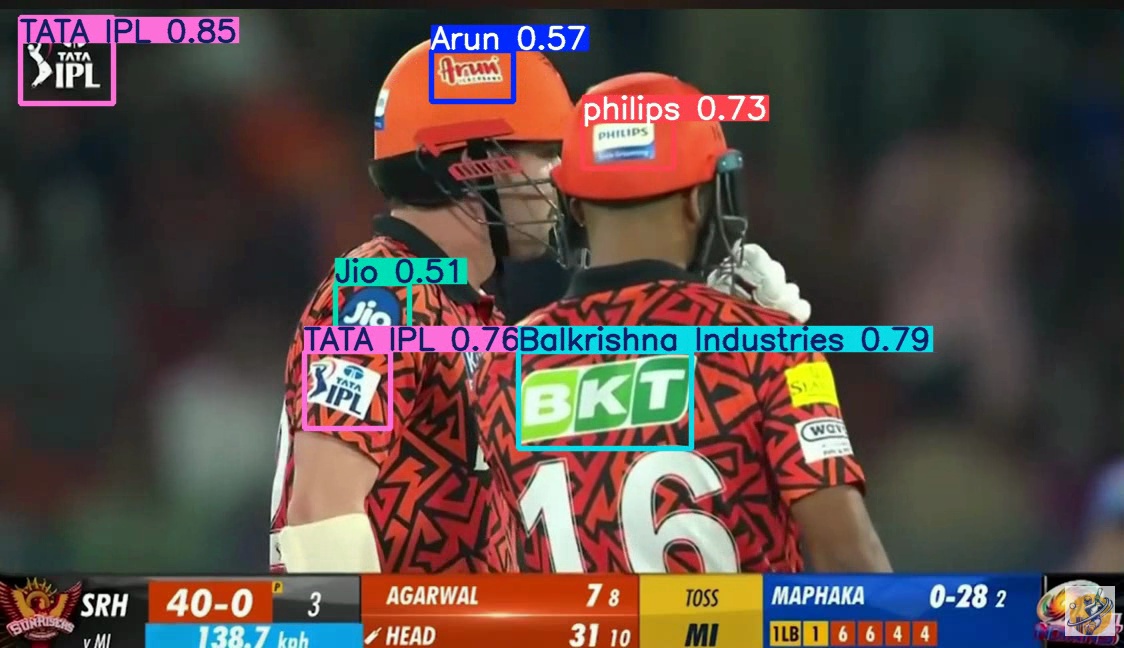 TATA IPL 0.85
TATA
IPL
Arun 0.57
Arun
philips 0.73
PHILIPS
Jio 0.51
Jio
TATA IPL 0.76
TATA
IPL
Balkrishna Industries 0.79
BKT
wave
16
SUNRISERS
SRH
v MI
40-0
P
3
138.7 kph
AGARWAL 7 8
HEAD 31 10
TOSS
MI
MAPHAKA 0-28 2
1LB 1 6 6 4 4